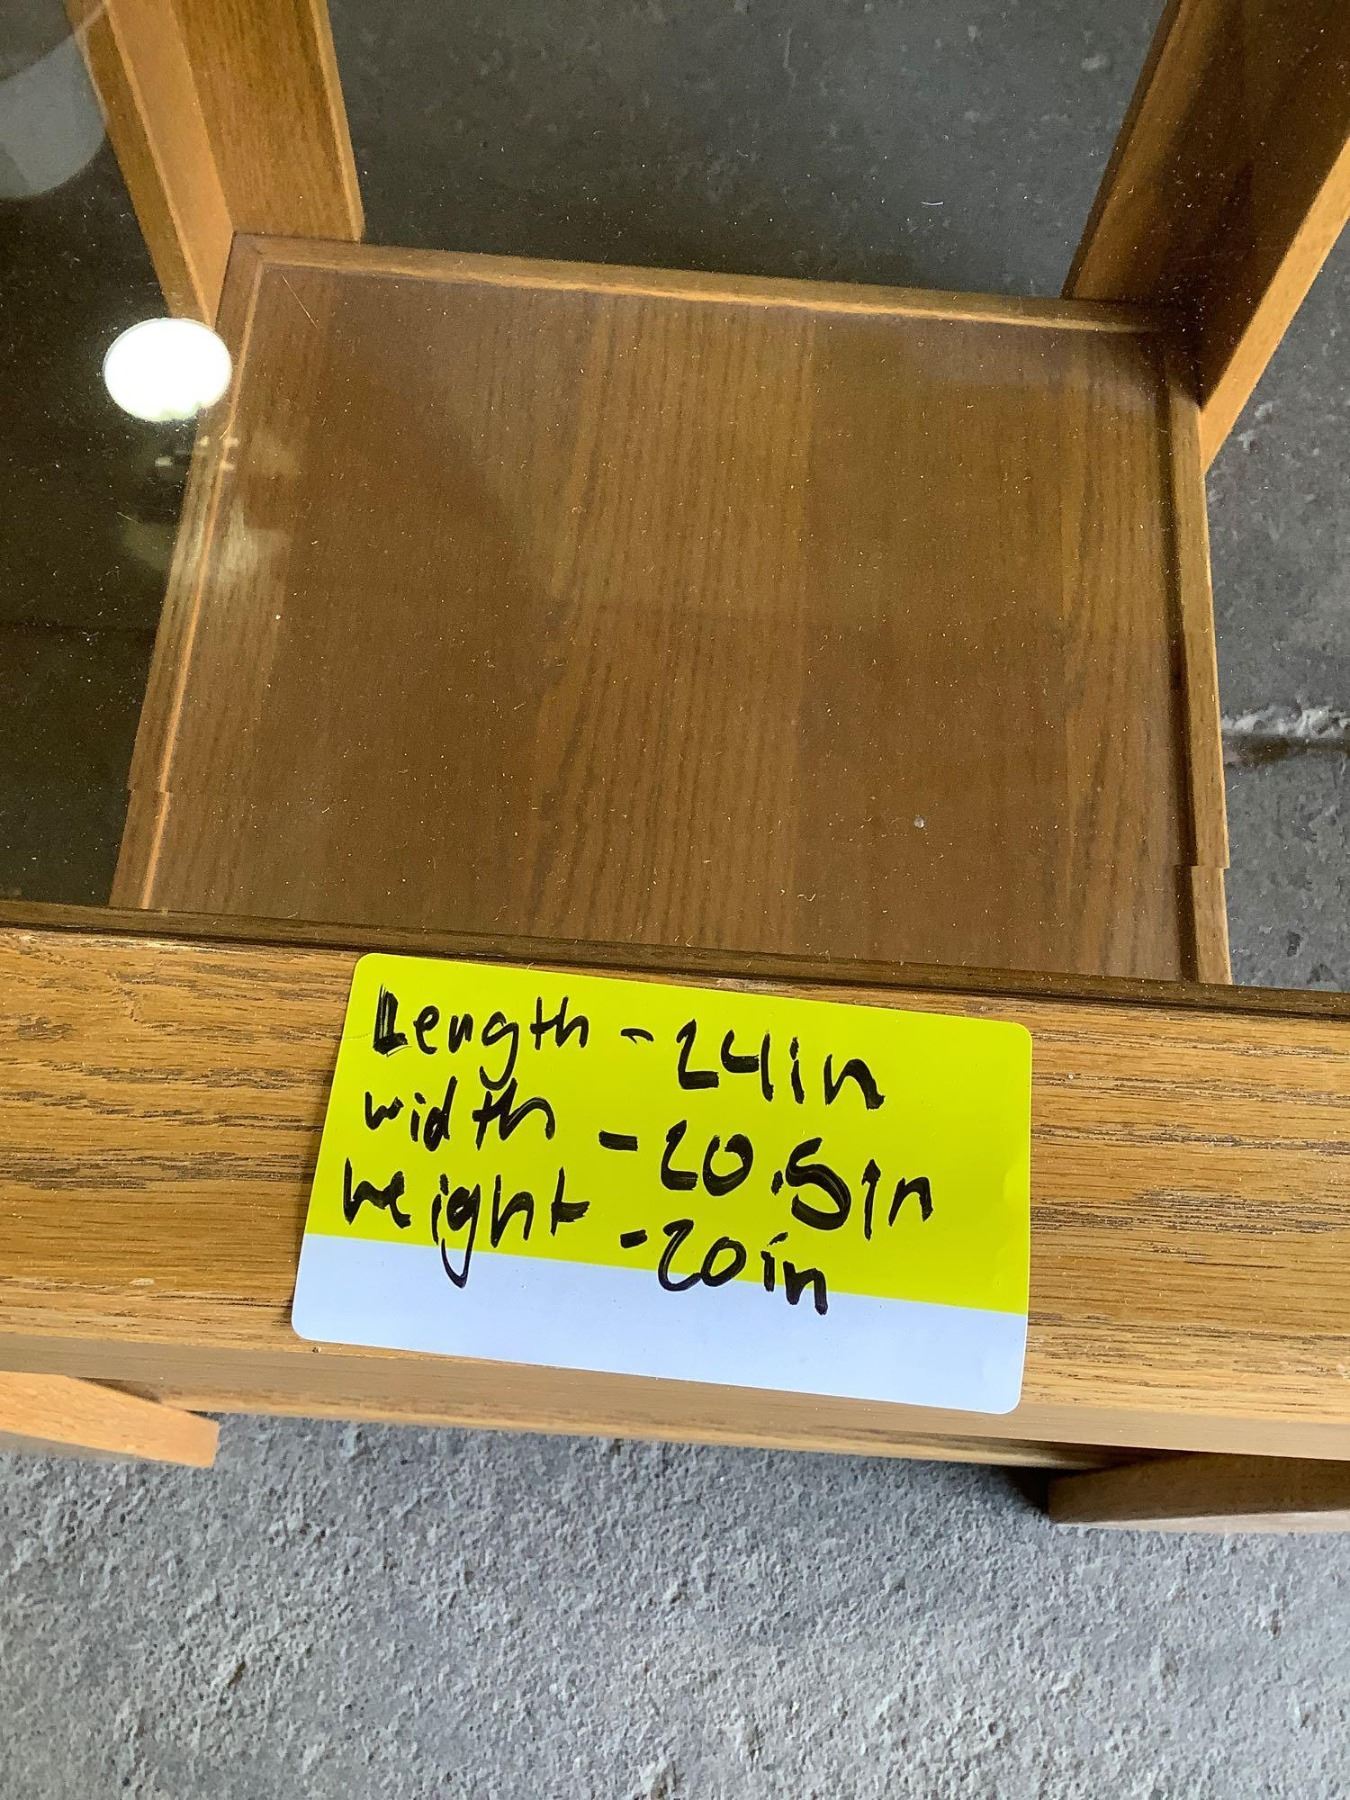 Length - 24in
width - 20.5in
height - 20in